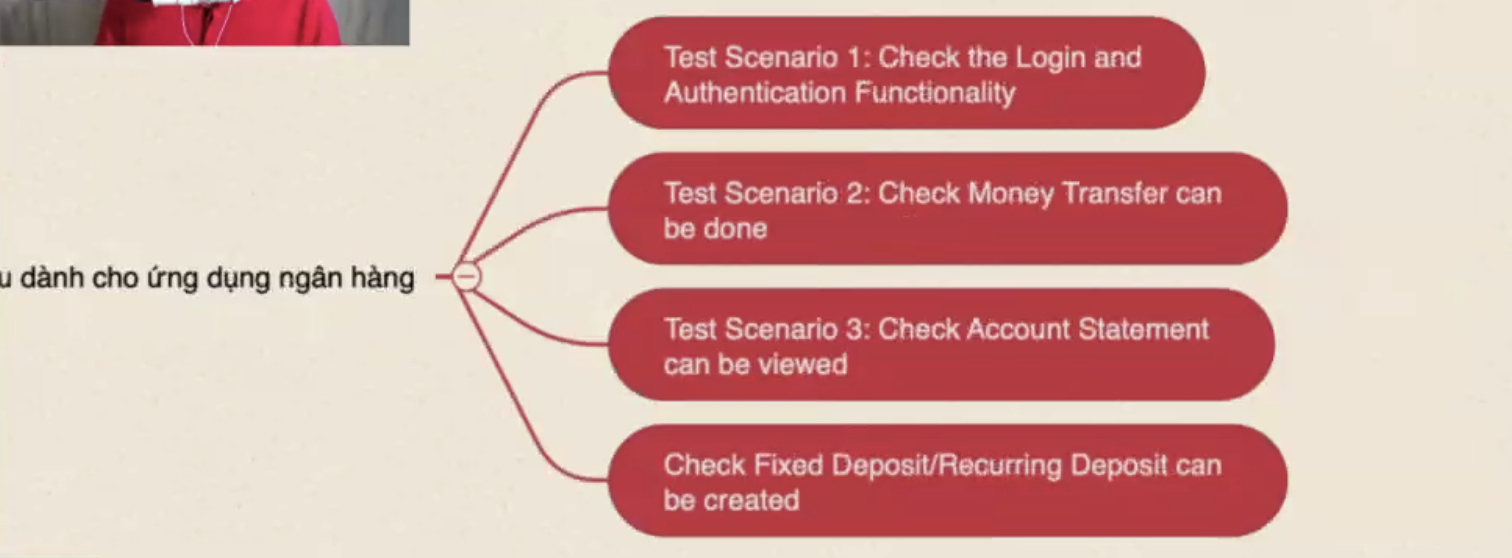 Test Scenario 1: Check the Login and
Authentication Functionality
Test Scenario 2: Check Money Transfer can
be done
dành cho ứng dụng ngân hàng
Test Scenario 3: Check Account Statement
can be viewed
Check Fixed Deposit/Recurring Deposit can
be created